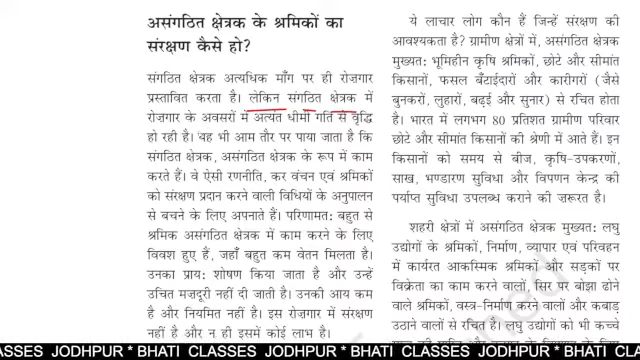 असंगठित क्षेत्रक के श्रमिकों का
संरक्षण कैसे हो?
संगठित क्षेत्रक अत्यधिक माँग पर ही रोज़गार
प्रस्तावित करता है। लेकिन संगठित क्षेत्रक में
रोज़गार के अवसरों में अत्यंत धीमी गति से वृद्धि
हो रही है। यह भी आम तौर पर पाया जाता है कि
संगठित क्षेत्रक, असंगठित क्षेत्रक के रूप में काम
करते हैं। वे ऐसी रणनीति, कर वंचन एवं श्रमिकों
को संरक्षण प्रदान करने वाली विधियों के अनुपालन
से बचने के लिए अपनाते हैं। परिणामत: बहुत से
श्रमिक असंगठित क्षेत्रक में काम करने के लिए
विवश हुए हैं, जहाँ बहुत कम वेतन मिलता है।
उनका प्राय: शोषण किया जाता है और उन्हें
उचित मज़दूरी नहीं दी जाती है। उनकी आय कम
है और नियमित नहीं है। इस रोज़गार में संरक्षण
नहीं है और न ही इसमें कोई लाभ है।
ये लाचार लोग कौन हैं जिन्हें संरक्षण की
आवश्यकता है? ग्रामीण क्षेत्रों में, असंगठित क्षेत्रक
मुख्यत: भूमिहीन कृषि श्रमिकों, छोटे और सीमांत
किसानों, फसल बँटाईदारों और कारीगरों (जैसे
बुनकरों, लुहारों, बढ़ई और सुनार) से रचित होता
है। भारत में लगभग 80 प्रतिशत ग्रामीण परिवार
छोटे और सीमांत किसानों की श्रेणी में आते हैं। इन
किसानों को समय से बीज, कृषि-उपकरणों,
साख, भण्डारण सुविधा और विपणन केन्द्र की
पर्याप्त सुविधा उपलब्ध कराने की ज़रूरत है।
शहरी क्षेत्रों में असंगठित क्षेत्रक मुख्यत: लघु
उद्योगों के श्रमिकों, निर्माण, व्यापार एवं परिवहन
में कार्यरत आकस्मिक श्रमिकों और सड़कों पर
विक्रेता का काम करने वालों, सिर पर बोझा ढोने
वाले श्रमिकों, वस्त्र-निर्माण करने वालों और कबाड़
उठाने वालों से रचित है। लघु उद्योगों को भी कच्चे
ASSES JODHPUR * BHATI CLASSES JODHPUR * BHATI CLASSES JODHPUR * BHATI CLASSES